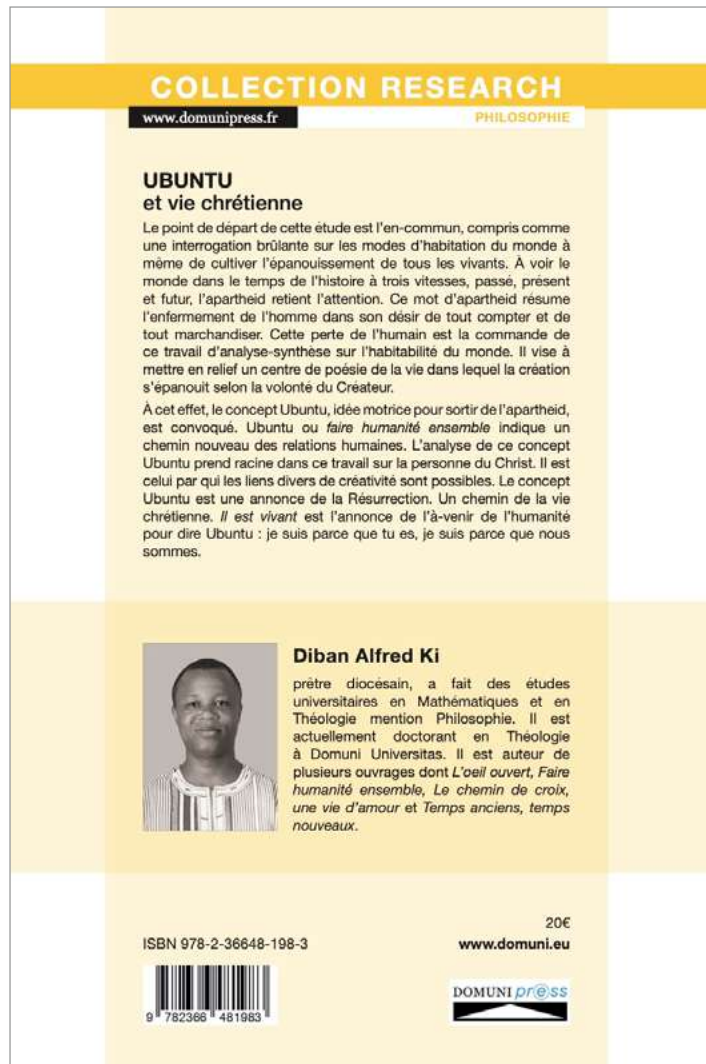 COLLECTION RESEARCH
www.domunipress.fr
PHILOSOPHIE
UBUNTU
et vie chrétienne
Le point de départ de cette étude est l'en-commun, compris comme
une interrogation brûlante sur les modes d'habitation du monde à
même de cultiver l'épanouissement de tous les vivants. À voir le
monde dans le temps de l'histoire à trois vitesses, passé, présent
et futur, l'apartheid retient l'attention. Ce mot d'apartheid résume
l'enfermement de l'homme dans son désir de tout compter et de
tout marchandiser. Cette perte de l'humain est la commande de
ce travail d'analyse-synthèse sur l'habitabilité du monde. Il vise à
mettre en relief un centre de poésie de la vie dans lequel la création
s'épanouit selon la volonté du Créateur.
À cet effet, le concept Ubuntu, idée motrice pour sortir de l'apartheid,
est convoqué. Ubuntu ou faire humanité ensemble indique un
chemin nouveau des relations humaines. L'analyse de ce concept
Ubuntu prend racine dans ce travail sur la personne du Christ. Il est
celui par qui les liens divers de créativité sont possibles. Le concept
Ubuntu est une annonce de la Résurrection. Un chemin de la vie
chrétienne. Il est vivant est l'annonce de l'à-venir de l'humanité
pour dire Ubuntu : je suis parce que tu es, je suis parce que nous
sommes.
Diban Alfred Ki
prêtre diocésain, a fait des études
universitaires en Mathématiques et en
Théologie mention Philosophie. Il est
actuellement doctorant en Théologie
à Domuni Universitas. Il est auteur de
plusieurs ouvrages dont L'oeil ouvert, Faire
humanité ensemble, Le chemin de croix,
une vie d'amour et Temps anciens, temps
nouveaux.
20€
ISBN 978-2-36648-198-3
www.domuni.eu
9 782366 481983
DOMUNI press